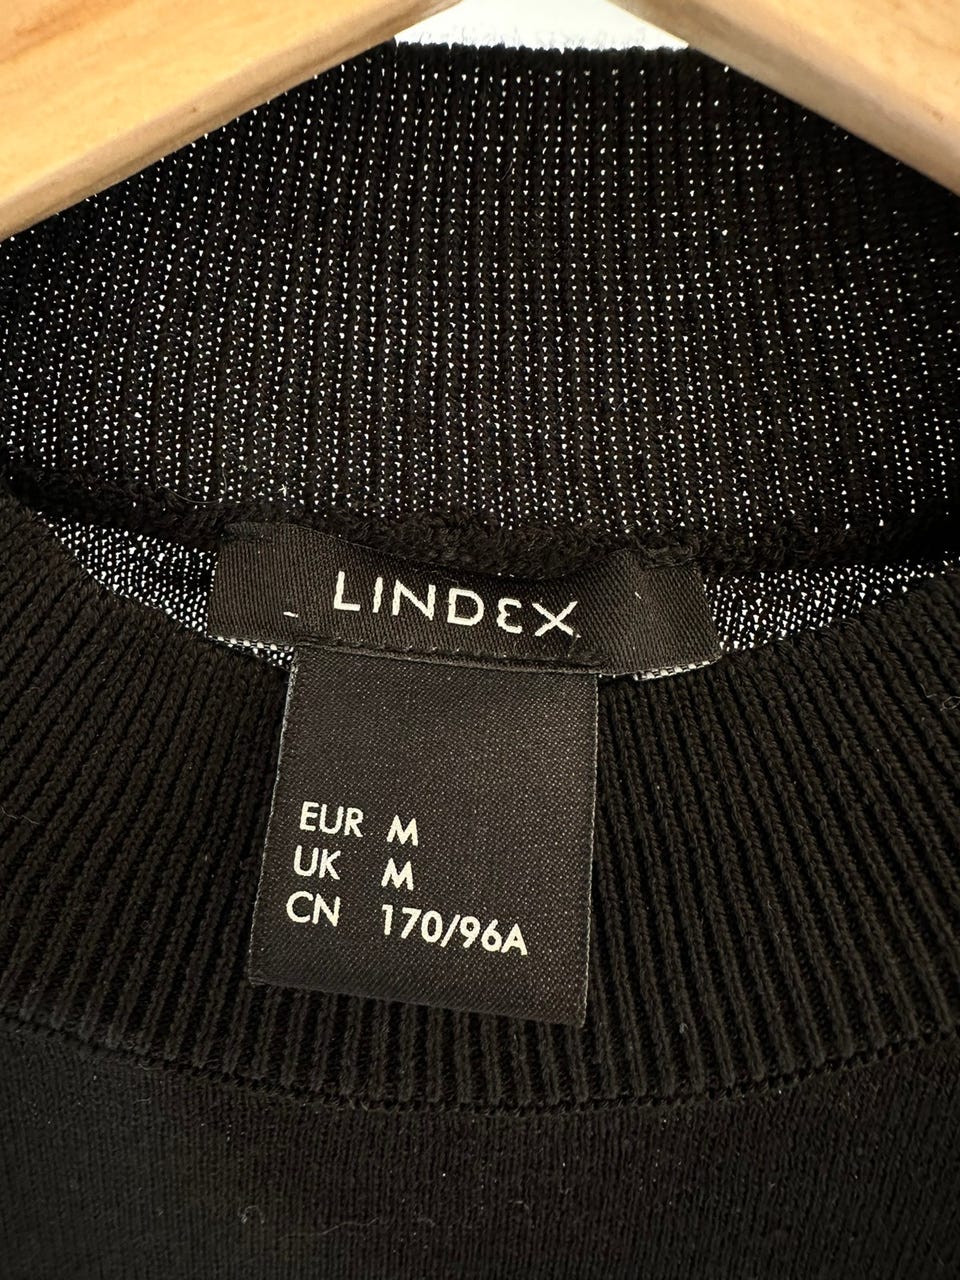 LINDEX
EUR M
UK M
CN 170/96A